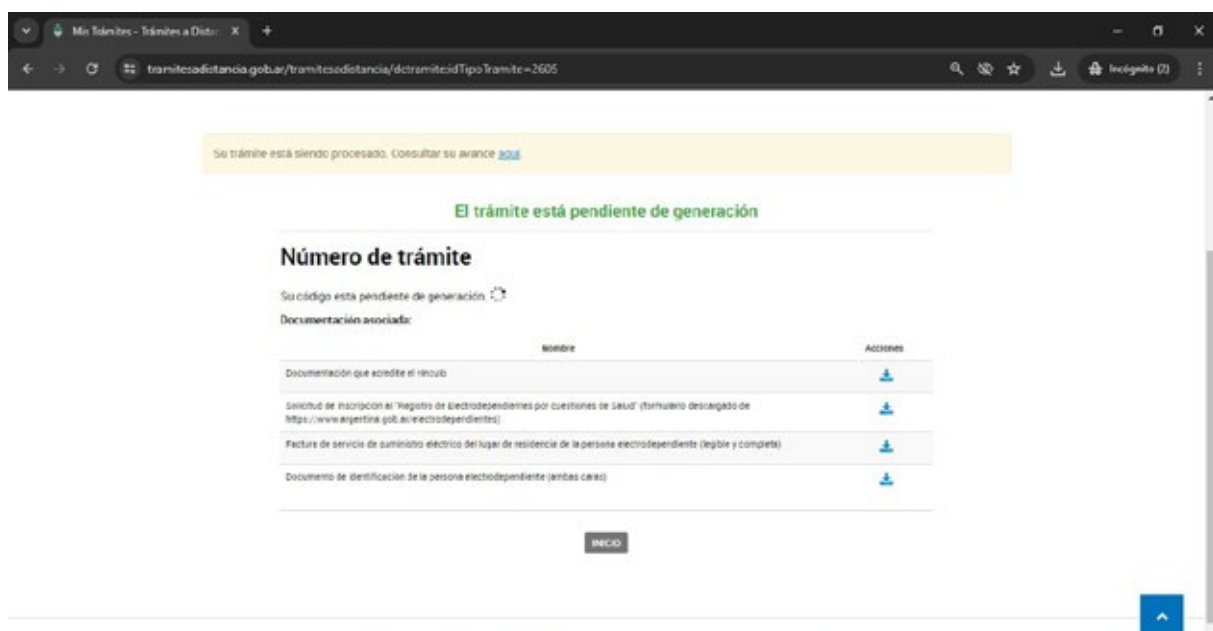 Mis Trámites - Trámites a Distan
tramitesadistancia.gob.ar/tramitesadistancia/detramite;idTipoTramite=2605
Incógnito (2)
Su trámite está siendo procesado. Consultar su avance aquí.
El trámite está pendiente de generación
Número de trámite
Su código esta pendiente de generación.
Documentación asociada:
Nombre Acciones
Documentación que acredite el vínculo
Solicitud de inscripción al "Registro de Electrodependientes por cuestiones de Salud" (formulario descargado de
https://www.argentina.gob.ar/electrodependientes)
Factura de servicio de suministro eléctrico del lugar de residencia de la persona electrodependiente (legible y completa)
Documento de identificación de la persona electrodependiente (ambas caras)
INICIO